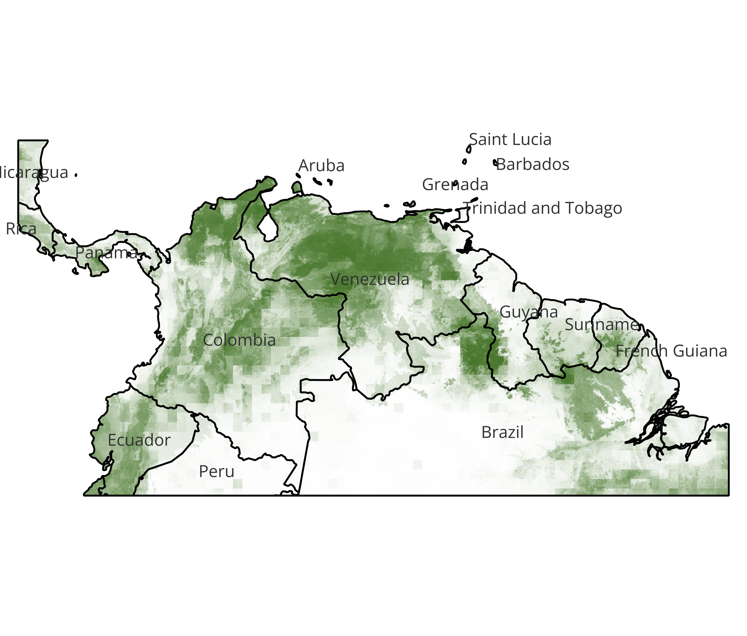 Saint Lucia
Barbados
Aruba
Nicaragua
Grenada
Trinidad and Tobago
Rica
Panama
Venezuela
Guyana
Suriname
Colombia
French Guiana
Brazil
Ecuador
Peru